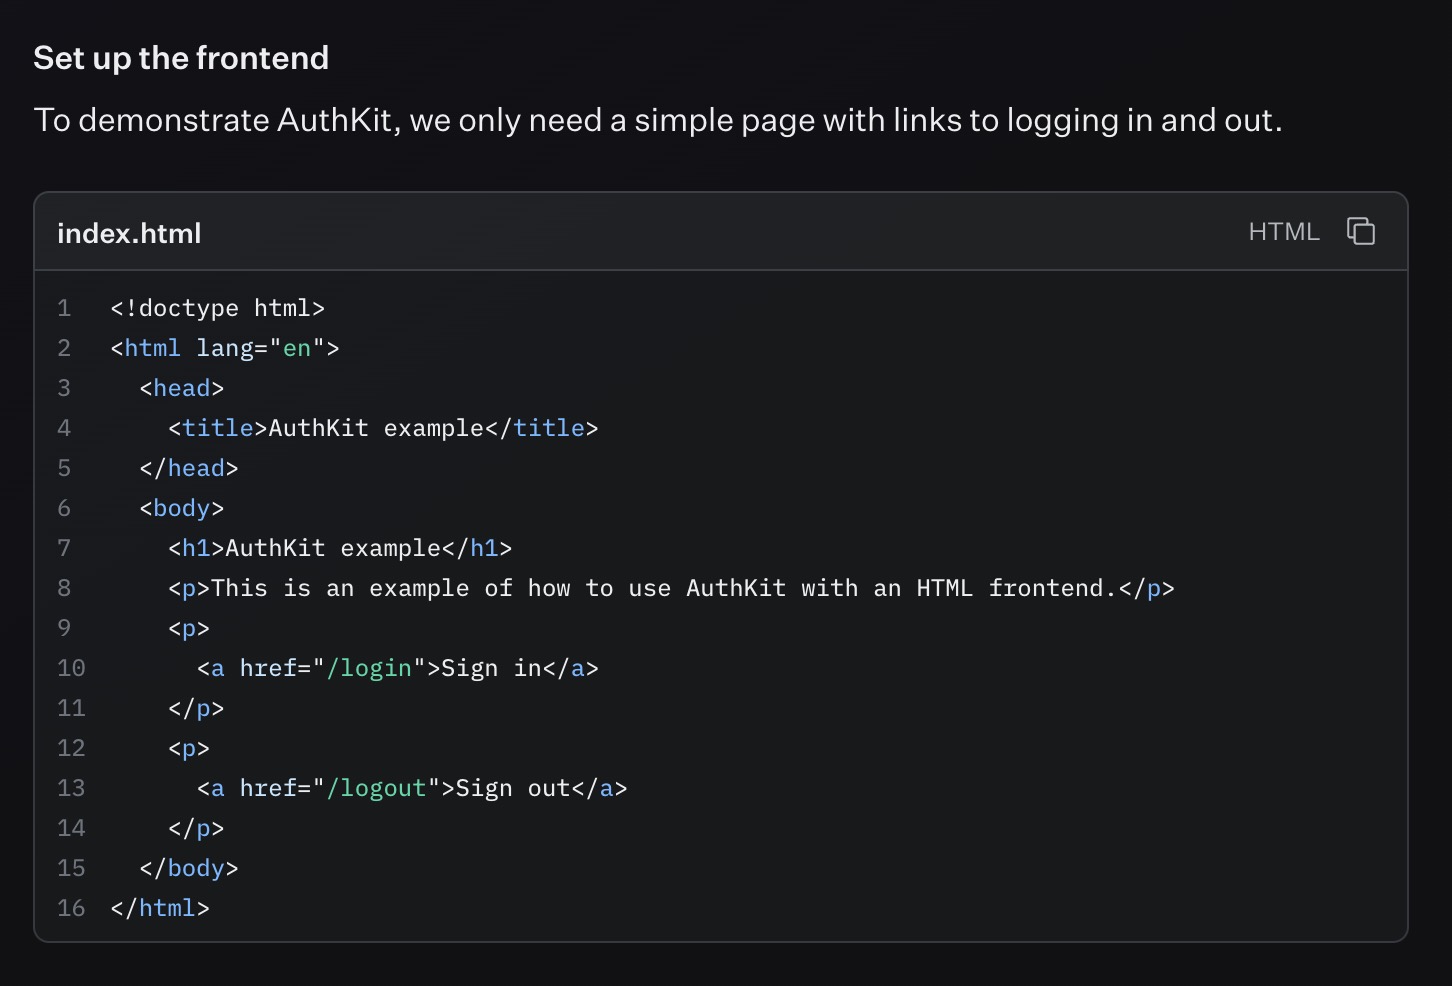 Set up the frontend
To demonstrate AuthKit, we only need a simple page with links to logging in and out.
index.html HTML
1 <!doctype html>
2 <html lang="en">
3   <head>
4     <title>AuthKit example</title>
5   </head>
6   <body>
7     <h1>AuthKit example</h1>
8     <p>This is an example of how to use AuthKit with an HTML frontend.</p>
9     <p>
10       <a href="/login">Sign in</a>
11     </p>
12     <p>
13       <a href="/logout">Sign out</a>
14     </p>
15   </body>
16 </html>